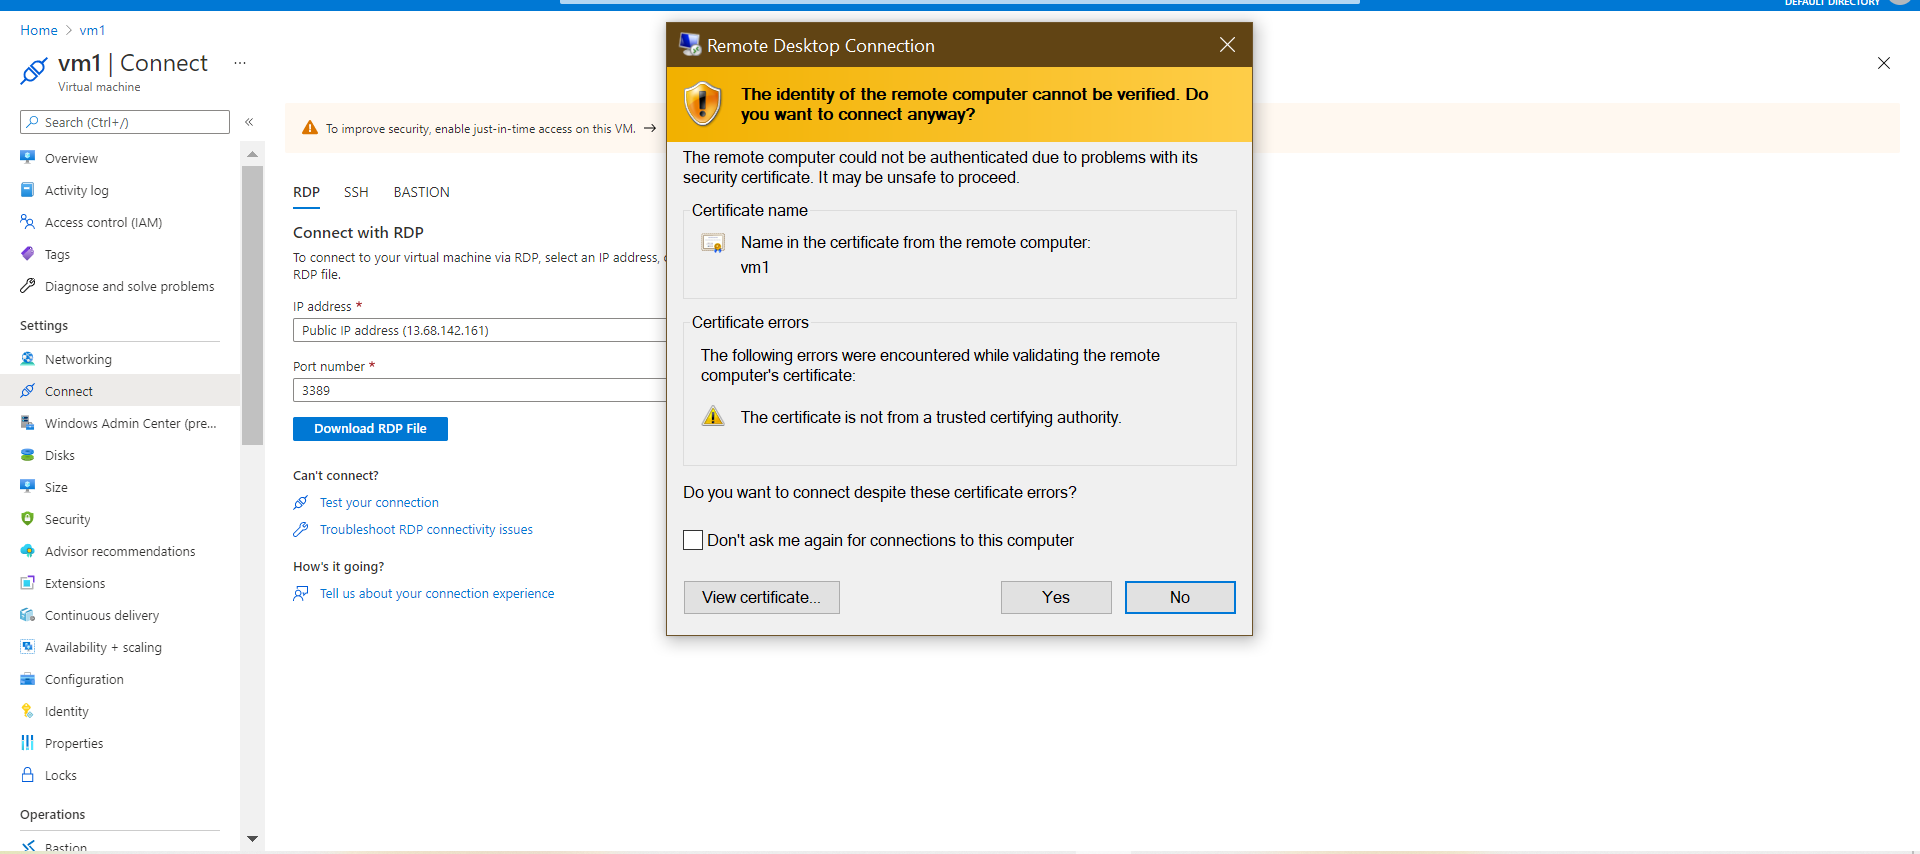 DEFAULT DIRECTORY
Home > vm1
vm1 | Connect ...
Virtual machine
Search (Ctrl+/)
«
Overview
Activity log
Access control (IAM)
Tags
Diagnose and solve problems
Settings
Networking
Connect
Windows Admin Center (pre...
Disks
Size
Security
Advisor recommendations
Extensions
Continuous delivery
Availability + scaling
Configuration
Identity
Properties
Locks
Operations
Bastion
To improve security, enable just-in-time access on this VM. →
RDP SSH BASTION
Connect with RDP
To connect to your virtual machine via RDP, select an IP address,
RDP file.
IP address *
Public IP address (13.68.142.161)
Port number *
3389
Download RDP File
Can't connect?
Test your connection
Troubleshoot RDP connectivity issues
How's it going?
Tell us about your connection experience
Remote Desktop Connection
The identity of the remote computer cannot be verified. Do
you want to connect anyway?
The remote computer could not be authenticated due to problems with its
security certificate. It may be unsafe to proceed.
Certificate name
Name in the certificate from the remote computer:
vm1
Certificate errors
The following errors were encountered while validating the remote
computer's certificate:
The certificate is not from a trusted certifying authority.
Do you want to connect despite these certificate errors?
Don't ask me again for connections to this computer
View certificate... Yes No